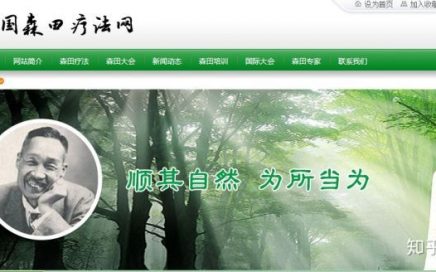 设为首页 加入收
国森田疗法网
网站简介 森田疗法 森田大会 新闻动态 森田培训 国际大会 森田专家 联系我们
顺其自然 为所当为
知乎